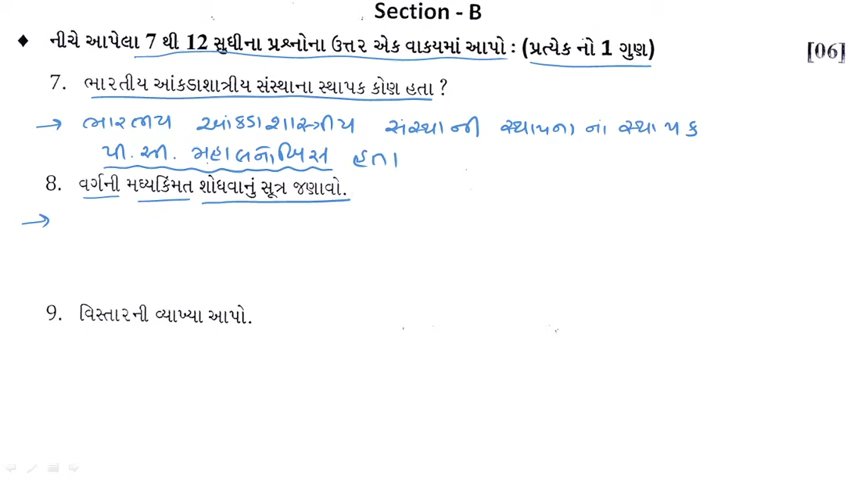 Section - B
♦ નીચે આપેલા 7 થી 12 સુધીના પ્રશ્નોના ઉત્તર એક વાક્યમાં આપો : (પ્રત્યેક નો 1 ગુણ) [06]
7. ભારતીય આંકડાશાત્રીય સંસ્થાના સ્થાપક કોણ હતા ?
→ ભારતીય આંકડાશાસ્ત્રીય સંસ્થાની સ્થાપનાનાં સ્થાપક
પી.સી. મહાલનોબિસ હતા
8. વર્ગની મધ્યકિંમત શોધવાનું સૂત્ર જણાવો.
→
9. વિસ્તારની વ્યાખ્યા આપો.